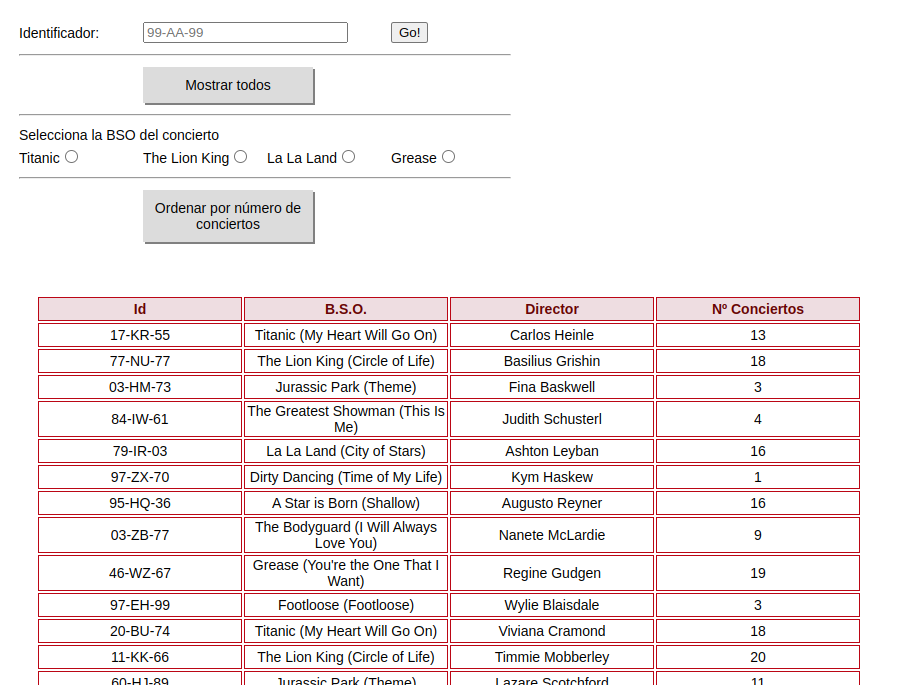 Identificador: 99-AA-99 Go!
Mostrar todos
Selecciona la BSO del concierto
Titanic The Lion King La La Land Grease
Ordenar por número de
conciertos
Id B.S.O. Director Nº Conciertos
17-KR-55 Titanic (My Heart Will Go On) Carlos Heinle 13
77-NU-77 The Lion King (Circle of Life) Basilius Grishin 18
03-HM-73 Jurassic Park (Theme) Fina Baskwell 3
84-IW-61 The Greatest Showman (This Is
Me) Judith Schusterl 4
79-IR-03 La La Land (City of Stars) Ashton Leyban 16
97-ZX-70 Dirty Dancing (Time of My Life) Kym Haskew 1
95-HQ-36 A Star is Born (Shallow) Augusto Reyner 16
03-ZB-77 The Bodyguard (I Will Always
Love You) Nanete McLardie 9
46-WZ-67 Grease (You're the One That I
Want) Regine Gudgen 19
97-EH-99 Footloose (Footloose) Wylie Blaisdale 3
20-BU-74 Titanic (My Heart Will Go On) Viviana Cramond 18
11-KK-66 The Lion King (Circle of Life) Timmie Mobberley 20
60-HJ-89 Jurassic Park (Theme) Lazare Scotchford 11